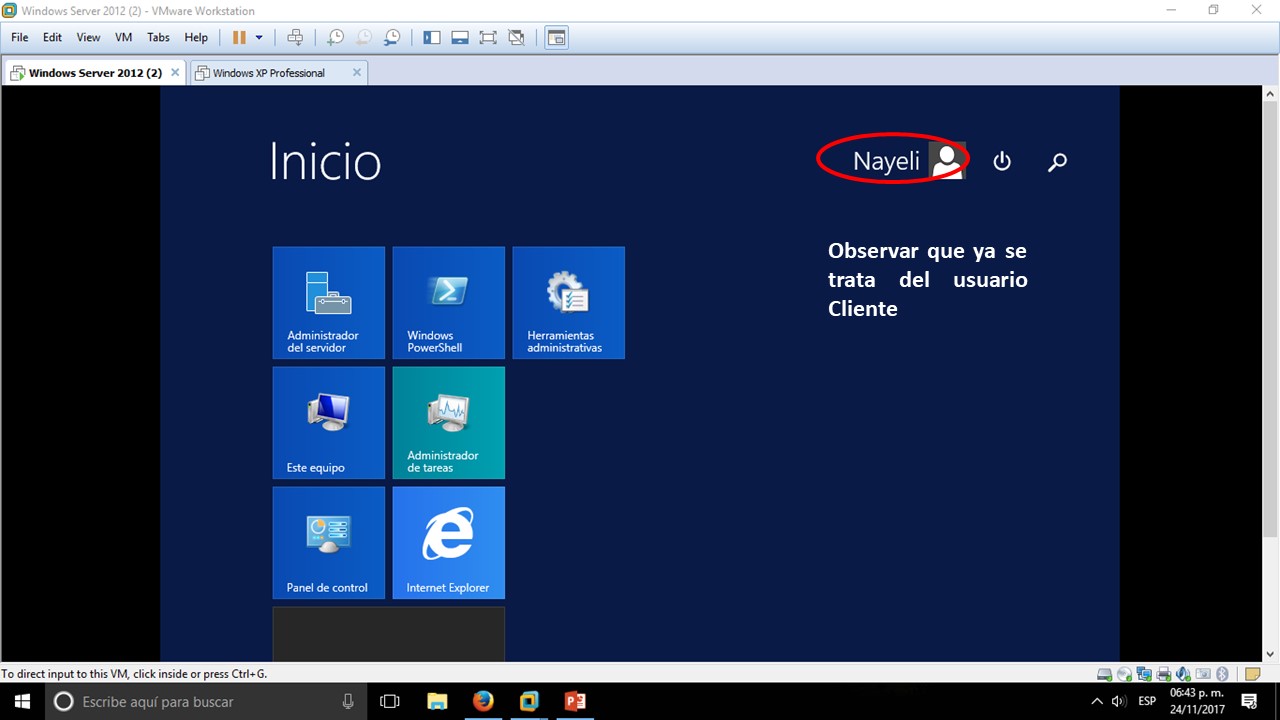 Windows Server 2012 (2) - VMware Workstation
File Edit View VM Tabs Help
Windows Server 2012 (2)
Windows XP Professional
Inicio
Nayeli
Observar que ya se
trata del usuario
Cliente
Administrador
del servidor
Windows
PowerShell
Herramientas
administrativas
Este equipo
Administrador
de tareas
Panel de control
Internet Explorer
To direct input to this VM, click inside or press Ctrl+G.
Escribe aquí para buscar
ESP
06:43 p. m.
24/11/2017